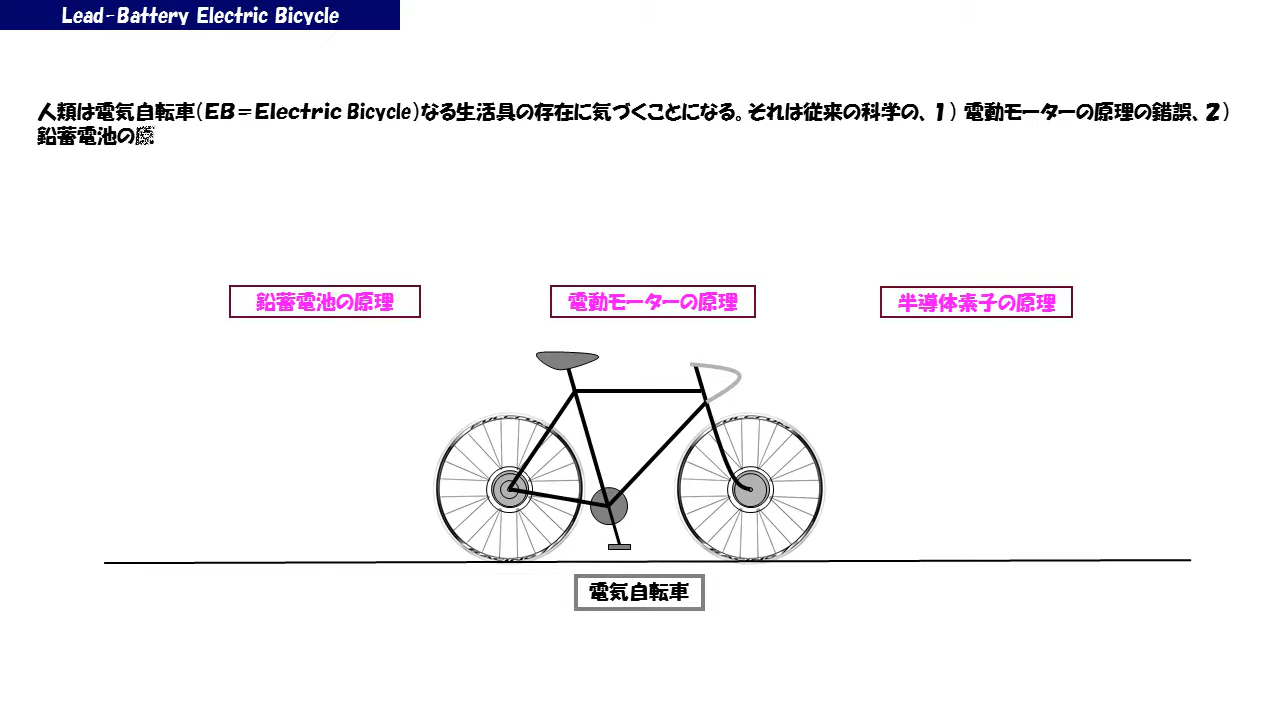 Lead-Battery Electric Bicycle
人類は電気自転車(EB=Electric Bicycle)なる生活具の存在に気づくことになる。それは従来の科学の、1) 電動モーターの原理の錯誤、2)
鉛蓄電池の
鉛蓄電池の原理
電動モーターの原理
半導体素子の原理
電気自転車